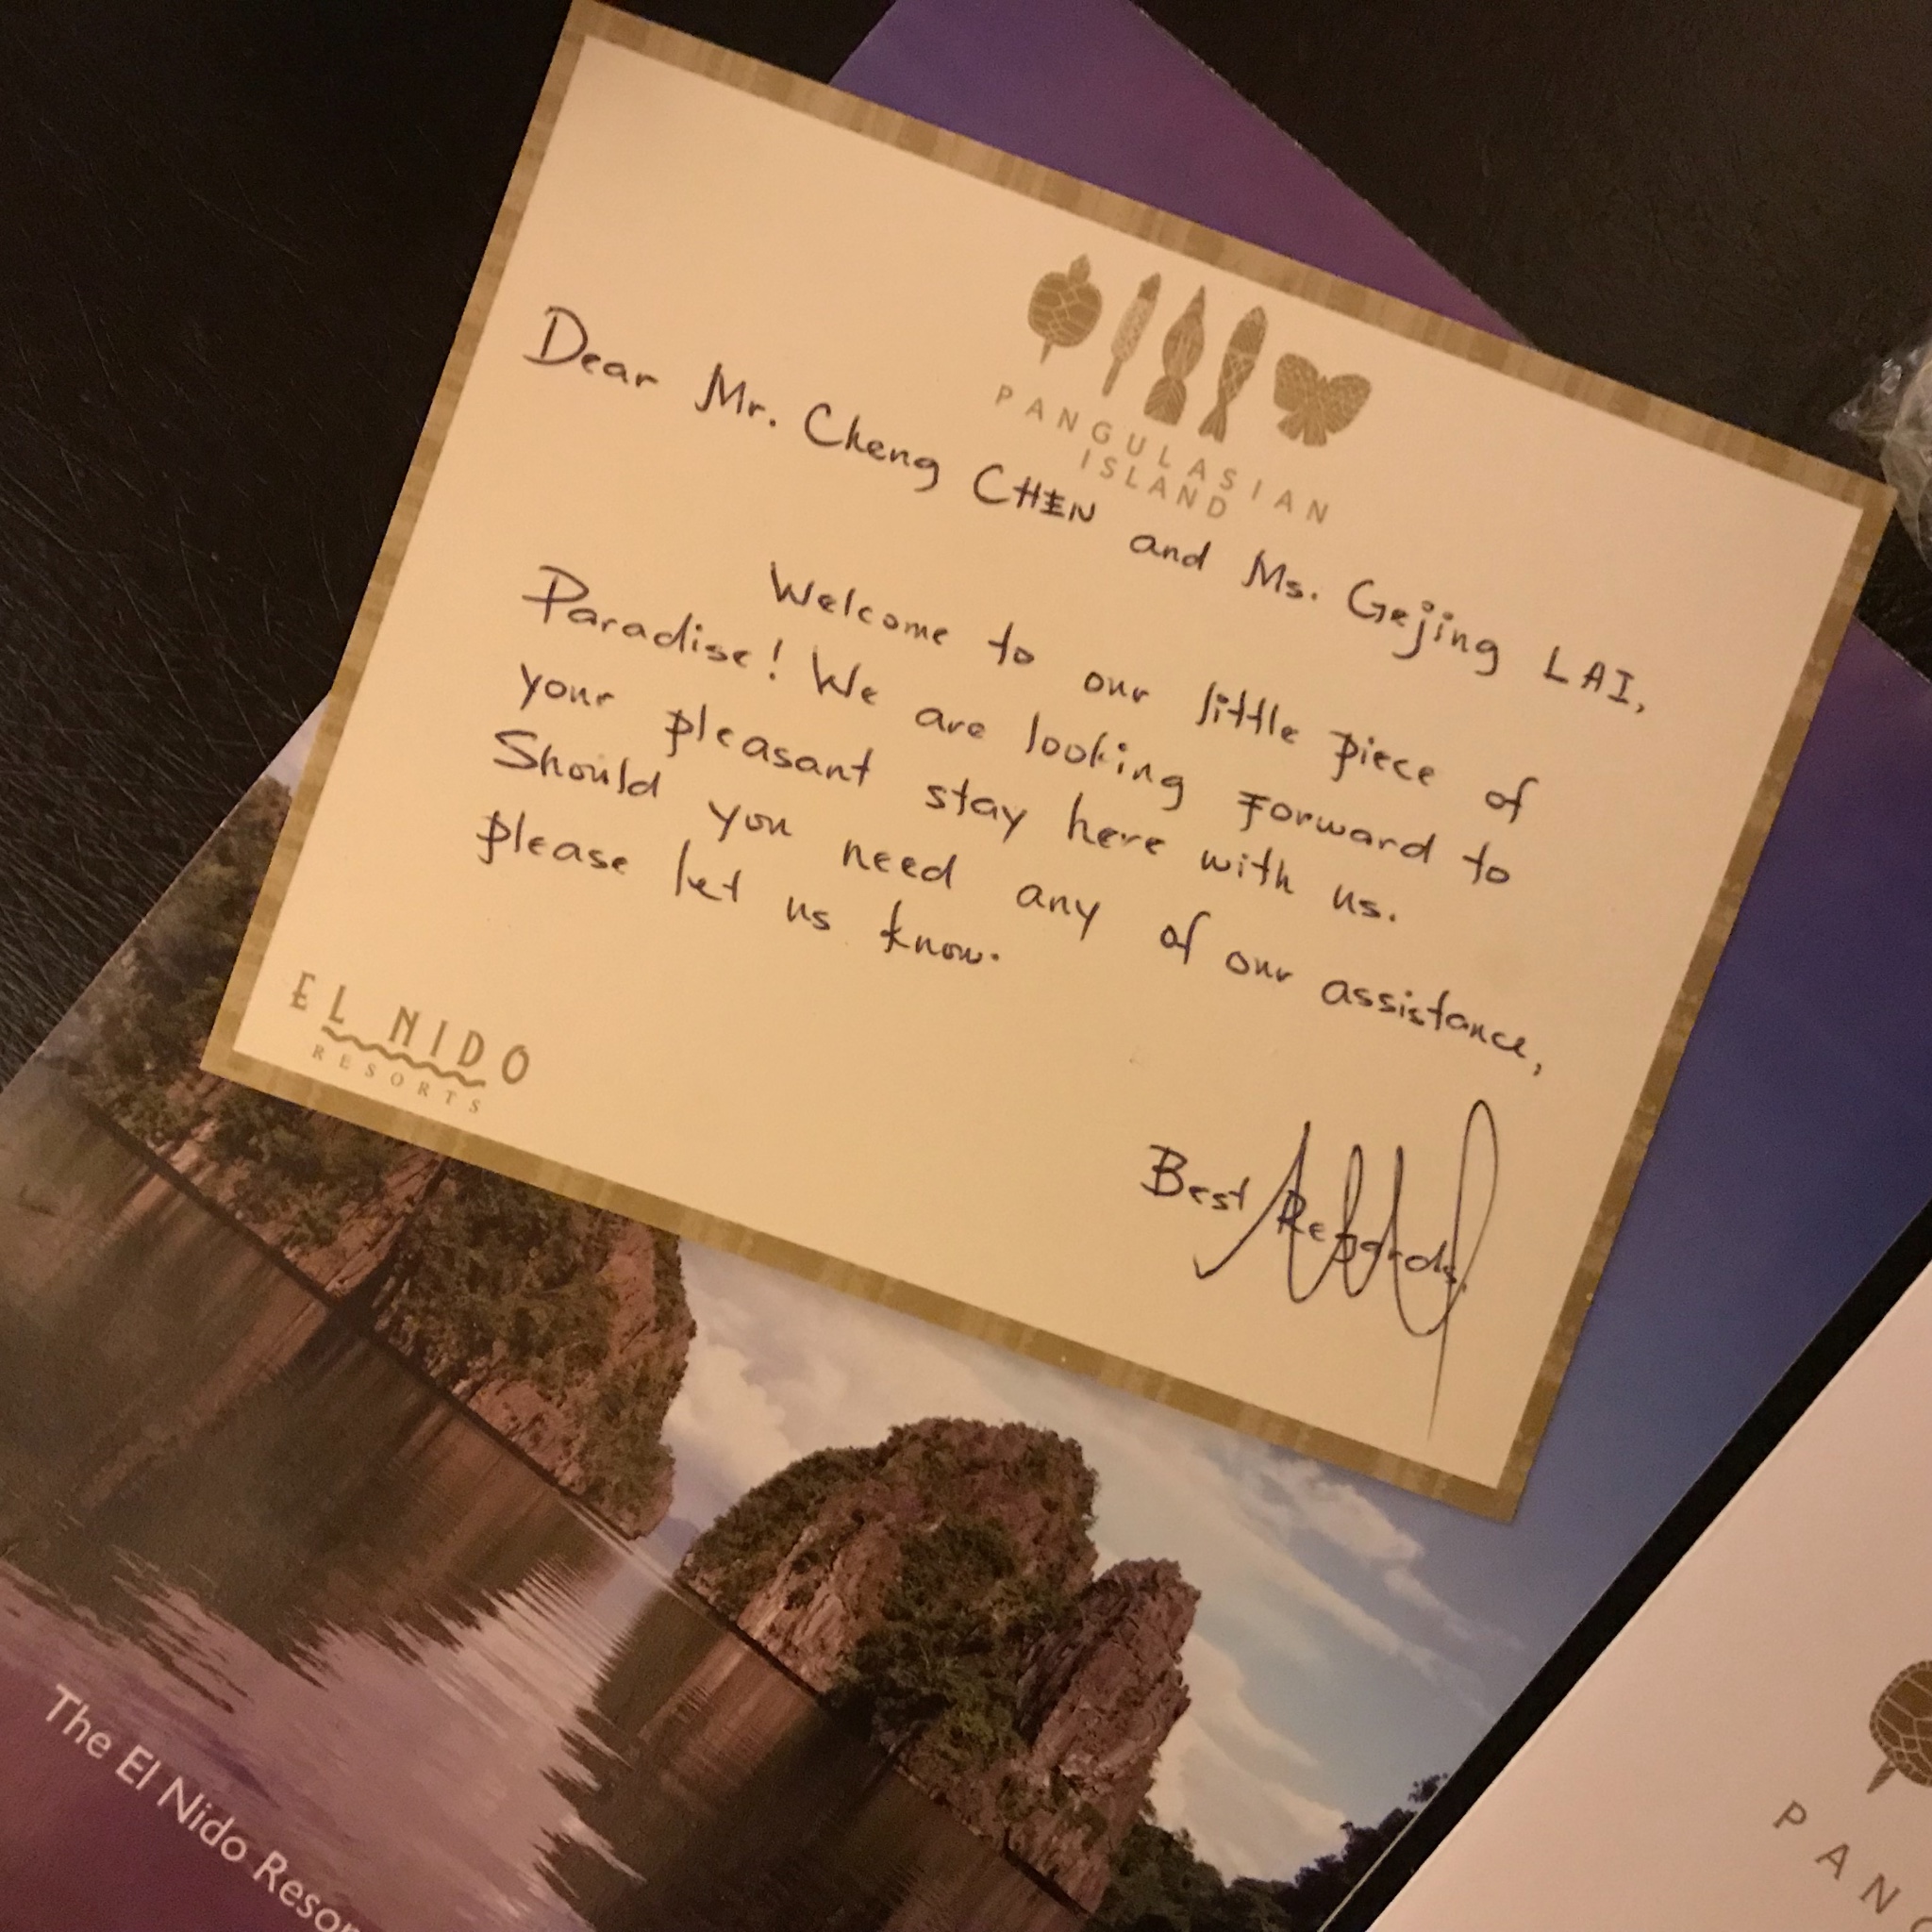 PANGULASIAN
ISLAND
Dear Mr. Cheng CHEN and Ms. Gejing LAI,
Welcome to our little piece of
Paradise! We are looking forward to
your pleasant stay here with us.
Should you need any of our assistance,
please let us know.
Best Regards,
EL NIDO
RESORTS
The El Nido Resor
PANG